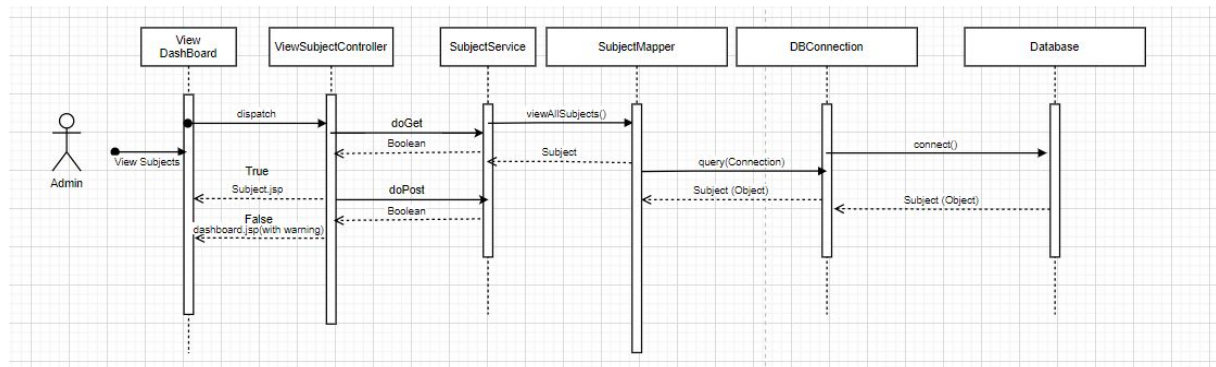 View
DashBoard
ViewSubjectController
SubjectService
SubjectMapper
DBConnection
Database
Admin
View Subjects
dispatch
doGet
Boolean
viewAllSubjects()
Subject
query(Connection)
connect()
True
Subject.jsp
doPost
Boolean
Subject (Object)
Subject (Object)
False
dashboard.jsp(with warning)